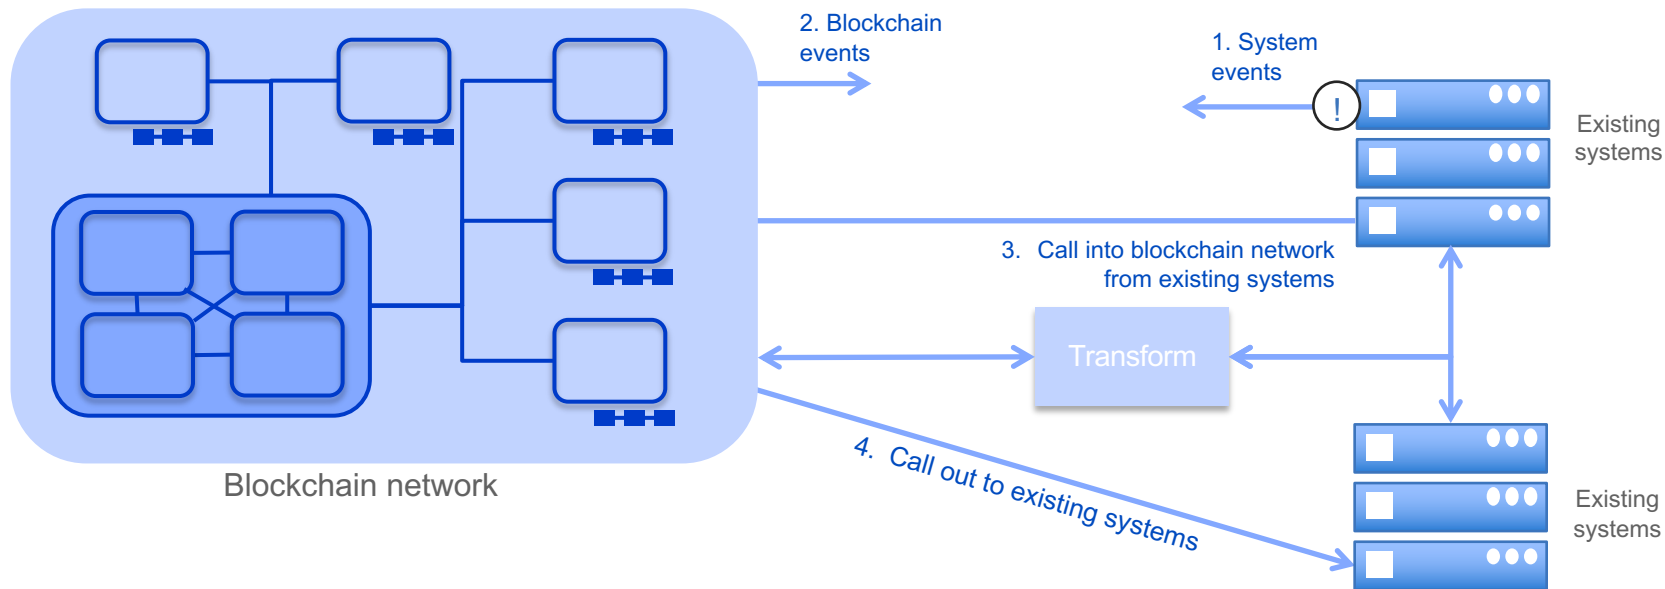 2. Blockchain
events
1. System
events
!
Existing
systems
3. Call into blockchain network
from existing systems
Transform
4. Call out to existing systems
Blockchain network
Existing
systems